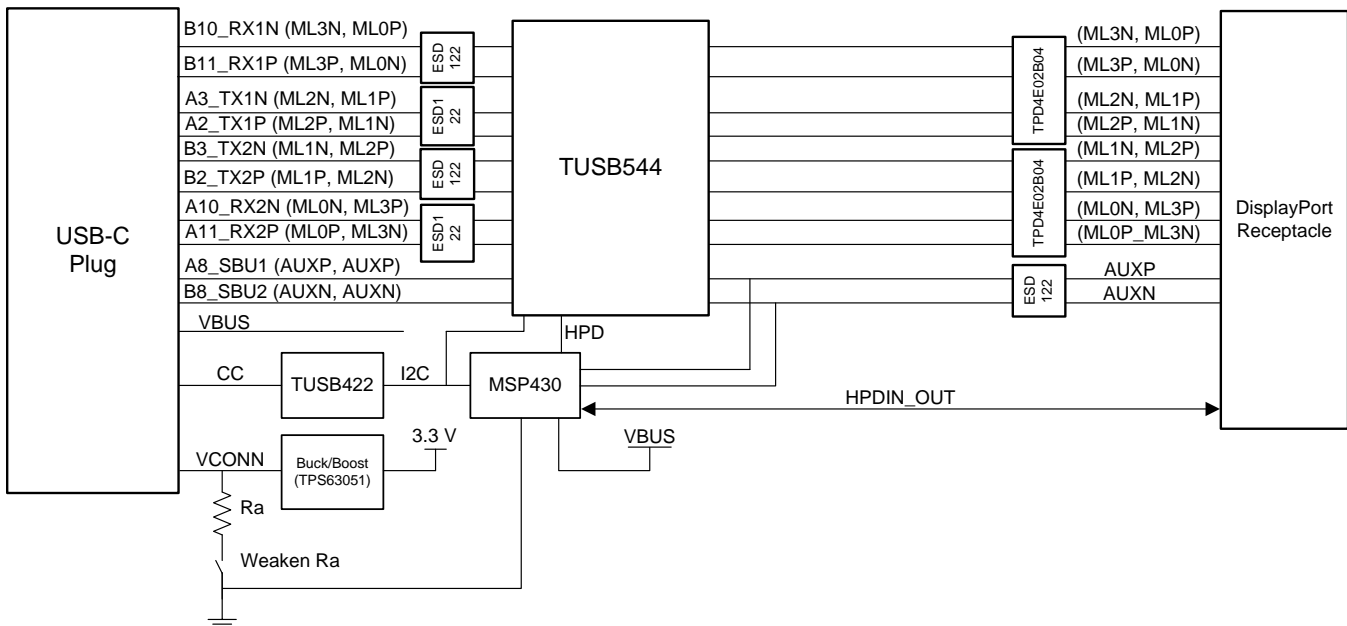 B10_RX1N (ML3N, ML0P)
B11_RX1P (ML3P, ML0N)
A3_TX1N (ML2N, ML1P)
A2_TX1P (ML2P, ML1N)
B3_TX2N (ML1N, ML2P)
B2_TX2P (ML1P, ML2N)
A10_RX2N (ML0N, ML3P)
A11_RX2P (ML0P, ML3N)
A8_SBU1 (AUXP, AUXP)
B8_SBU2 (AUXN, AUXN)
VBUS
CC
VCONN
USB-C
Plug
ESD
122
ESD1
22
ESD
122
ESD1
22
TUSB544
TPD4E02B04
TPD4E02B04
ESD
122
(ML3N, ML0P)
(ML3P, ML0N)
(ML2N, ML1P)
(ML2P, ML1N)
(ML1N, ML2P)
(ML1P, ML2N)
(ML0N, ML3P)
(ML0P_ML3N)
AUXP
AUXN
DisplayPort
Receptacle
HPD
TUSB422
I2C
MSP430
HPDIN_OUT
VBUS
3.3 V
Buck/Boost
(TPS63051)
Ra
Weaken Ra